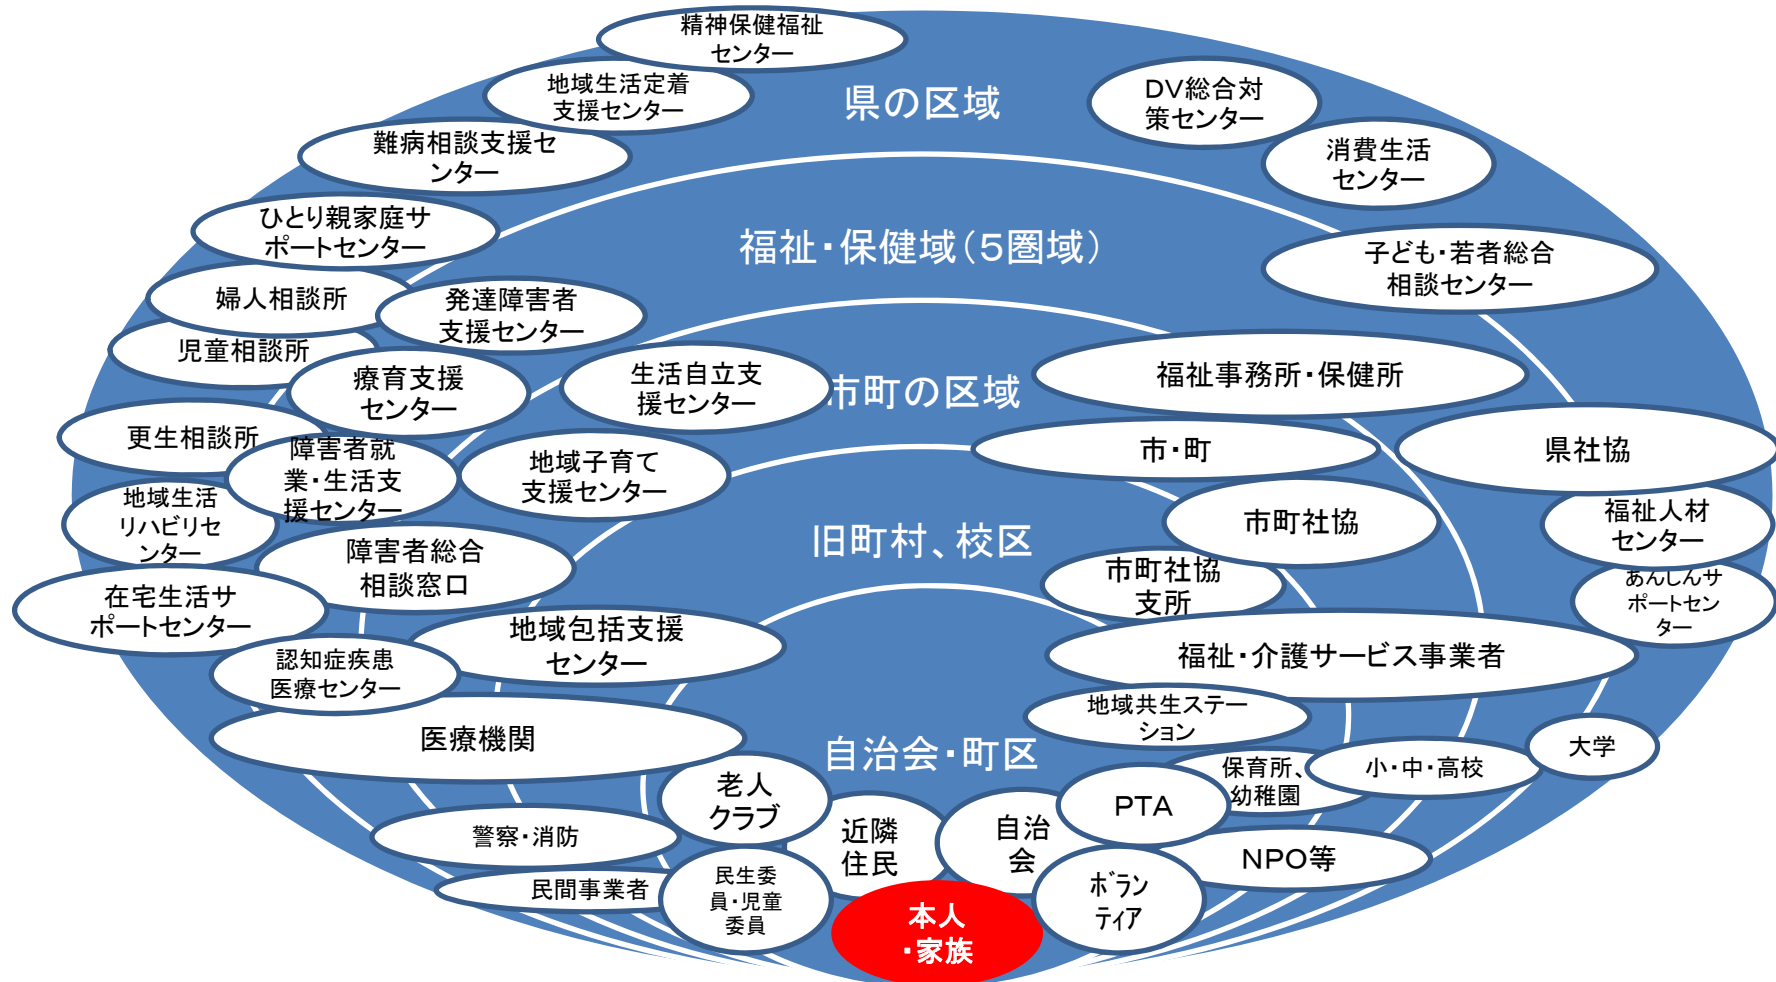 精神保健福祉
センター
地域生活定着
支援センター
県の区域
DV総合対
策センター
難病相談支援セ
ンター
消費生活
センター
ひとり親家庭サ
ポートセンター
福祉・保健域(5圏域)
子ども・若者総合
相談センター
婦人相談所
発達障害者
支援センター
児童相談所
療育支援
センター
生活自立支
援センター
市町の区域
福祉事務所・保健所
更生相談所
障害者就
業・生活支
援センター
地域子育て
支援センター
市・町
県社協
地域生活
リハビリセ
ンター
障害者総合
相談窓口
旧町村、校区
市町社協
福祉人材
センター
市町社協
支所
あんしんサ
ポートセン
ター
在宅生活サ
ポートセンター
地域包括支援
センター
福祉・介護サービス事業者
認知症疾患
医療センター
地域共生ステー
ション
医療機関
自治会・町区
大学
老人
クラブ
保育所、
幼稚園
小・中・高校
PTA
警察・消防
近隣
住民
自治
会
NPO等
民間事業者
民生委
員・児童
委員
ボラン
ティア
本人
・家族